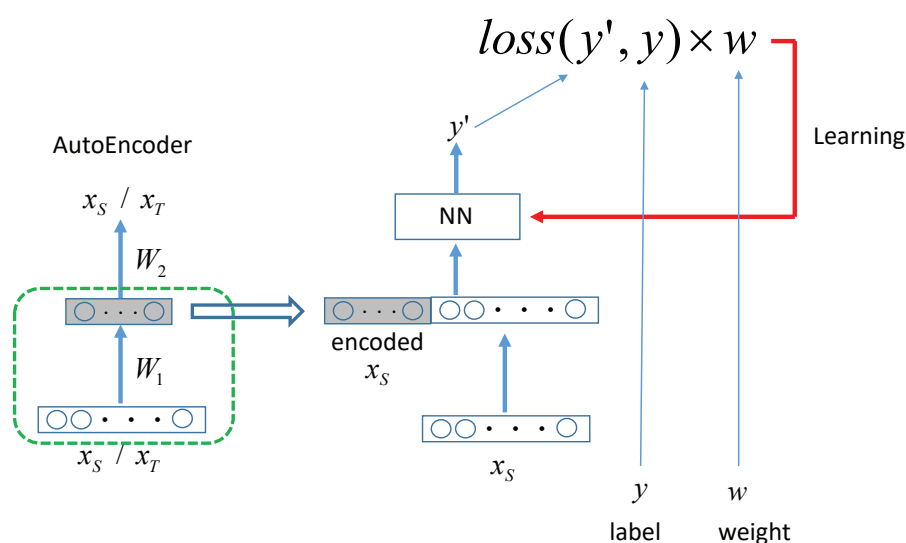 loss(y', y) × w
Learning
y'
AutoEncoder
x_S / x_T
NN
W_2
encoded
x_S
W_1
x_S / x_T
x_S
y
w
label
weight